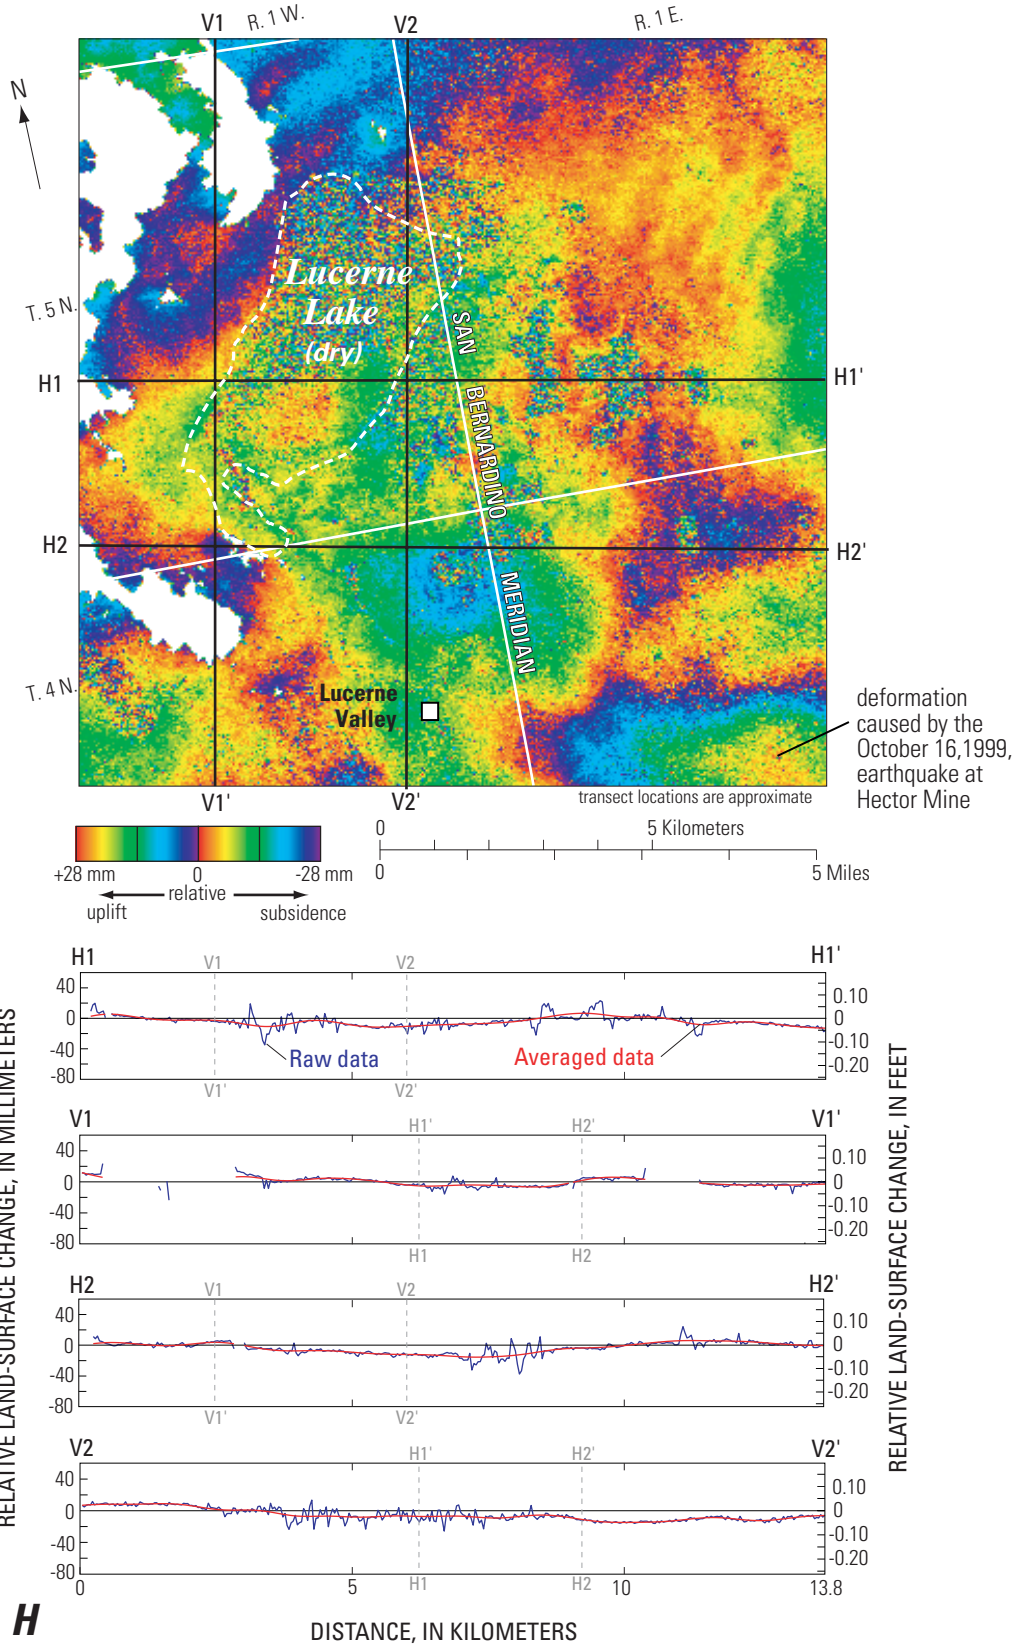 V1
R. 1 W.
V2
R. 1 E.
N
Lucerne
Lake
(dry)
T. 5 N.
SAN
BERNARDINO
MERIDIAN
H1
H1'
H2
H2'
T. 4 N.
Lucerne
Valley
deformation
caused by the
October 16,1999,
earthquake at
Hector Mine
V1'
V2'
transect locations are approximate
+28 mm
0
-28 mm
relative
uplift
subsidence
0
5 Kilometers
0
5 Miles
RELATIVE LAND-SURFACE CHANGE, IN MILLIMETERS
RELATIVE LAND-SURFACE CHANGE, IN FEET
H1
V1
V2
H1'
40
0
-40
-80
0.10
0
-0.10
-0.20
Raw data
Averaged data
V1'
V2'
V1
H1'
H2'
V1'
40
0
-40
-80
0.10
0
-0.10
-0.20
H1
H2
H2
V1
V2
H2'
40
0
-40
-80
0.10
0
-0.10
-0.20
V1'
V2'
V2
H1'
H2'
V2'
40
0
-40
-80
0.10
0
-0.10
-0.20
H1
H2
0
5
10
13.8
DISTANCE, IN KILOMETERS
H